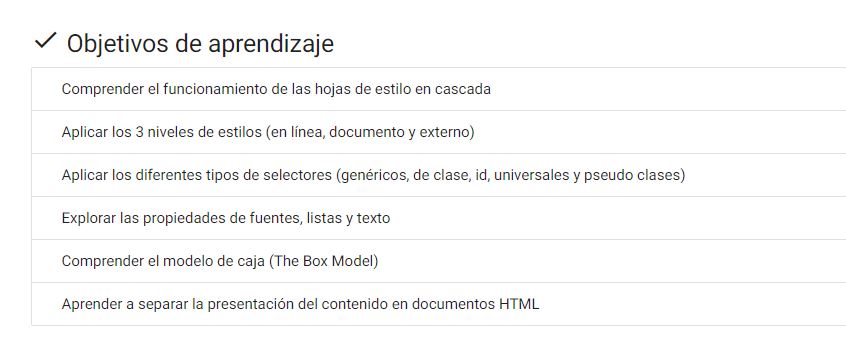 Objetivos de aprendizaje
Comprender el funcionamiento de las hojas de estilo en cascada
Aplicar los 3 niveles de estilos (en línea, documento y externo)
Aplicar los diferentes tipos de selectores (genéricos, de clase, id, universales y pseudo clases)
Explorar las propiedades de fuentes, listas y texto
Comprender el modelo de caja (The Box Model)
Aprender a separar la presentación del contenido en documentos HTML